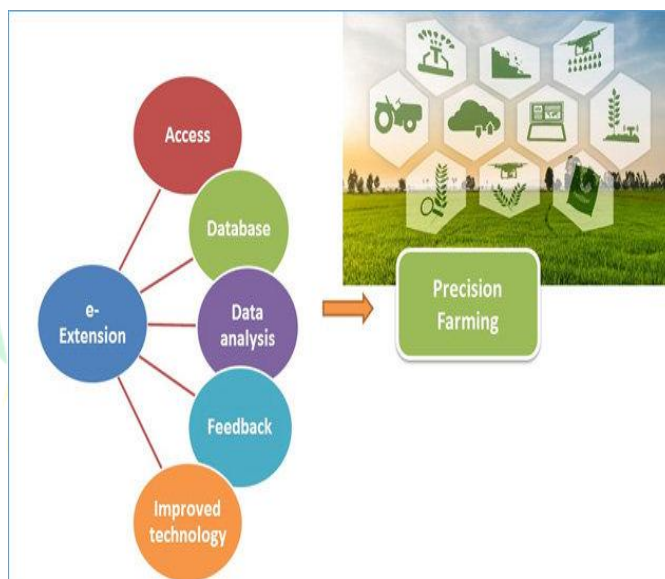 Access
Database
e-
Extension
Data
analysis
Feedback
Improved
technology
Precision
Farming